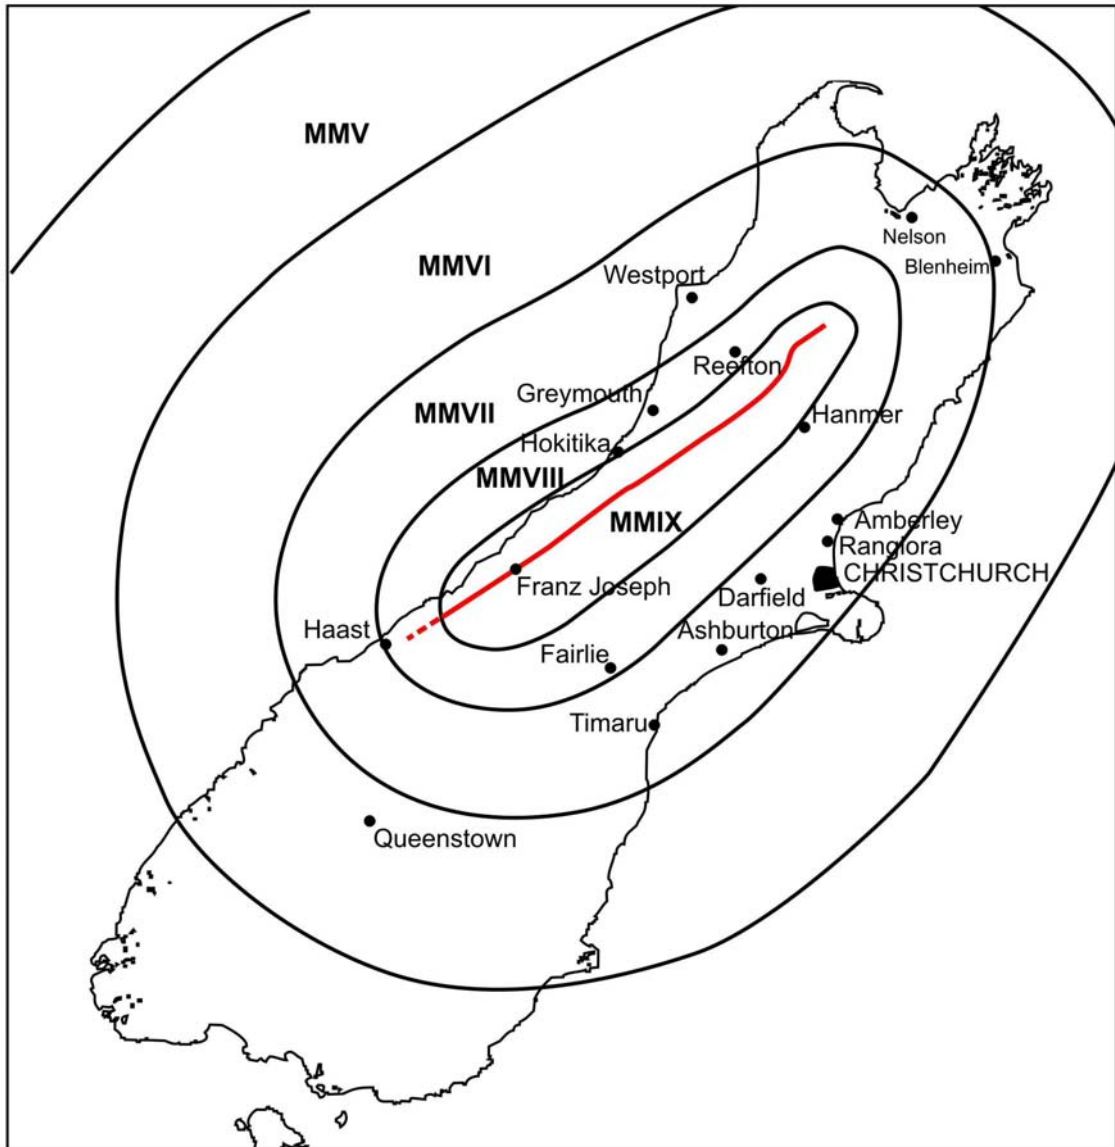 MMV
MMVI
Nelson
Blenheim
Westport
Reefton
Greymouth
MMVII
Hanmer
Hokitika
MMVIII
MMIX
Amberley
Rangiora
CHRISTCHURCH
Franz Joseph
Darfield
Haast
Ashburton
Fairlie
Timaru
Queenstown